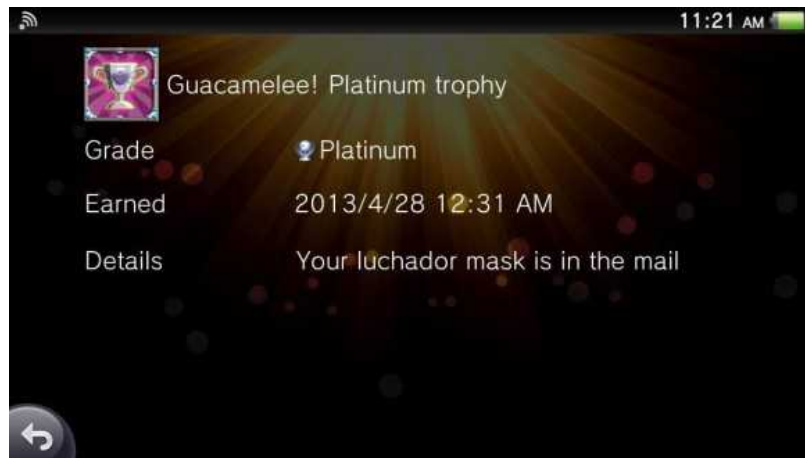 11:21 AM
Guacamelee! Platinum trophy
Grade Platinum
Earned 2013/4/28 12:31 AM
Details Your luchador mask is in the mail